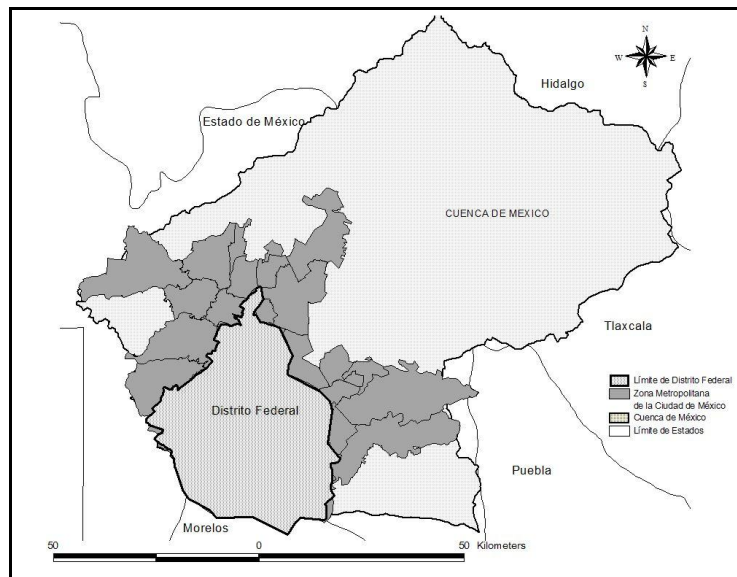 N
W E
S
Hidalgo
Estado de México
CUENCA DE MEXICO
Tlaxcala
Límite de Distrito Federal
Zona Metropolitana
de la Ciudad de México
Cuenca de México
Límite de Estados
Distrito Federal
Puebla
Morelos
50 0 50 Kilometers